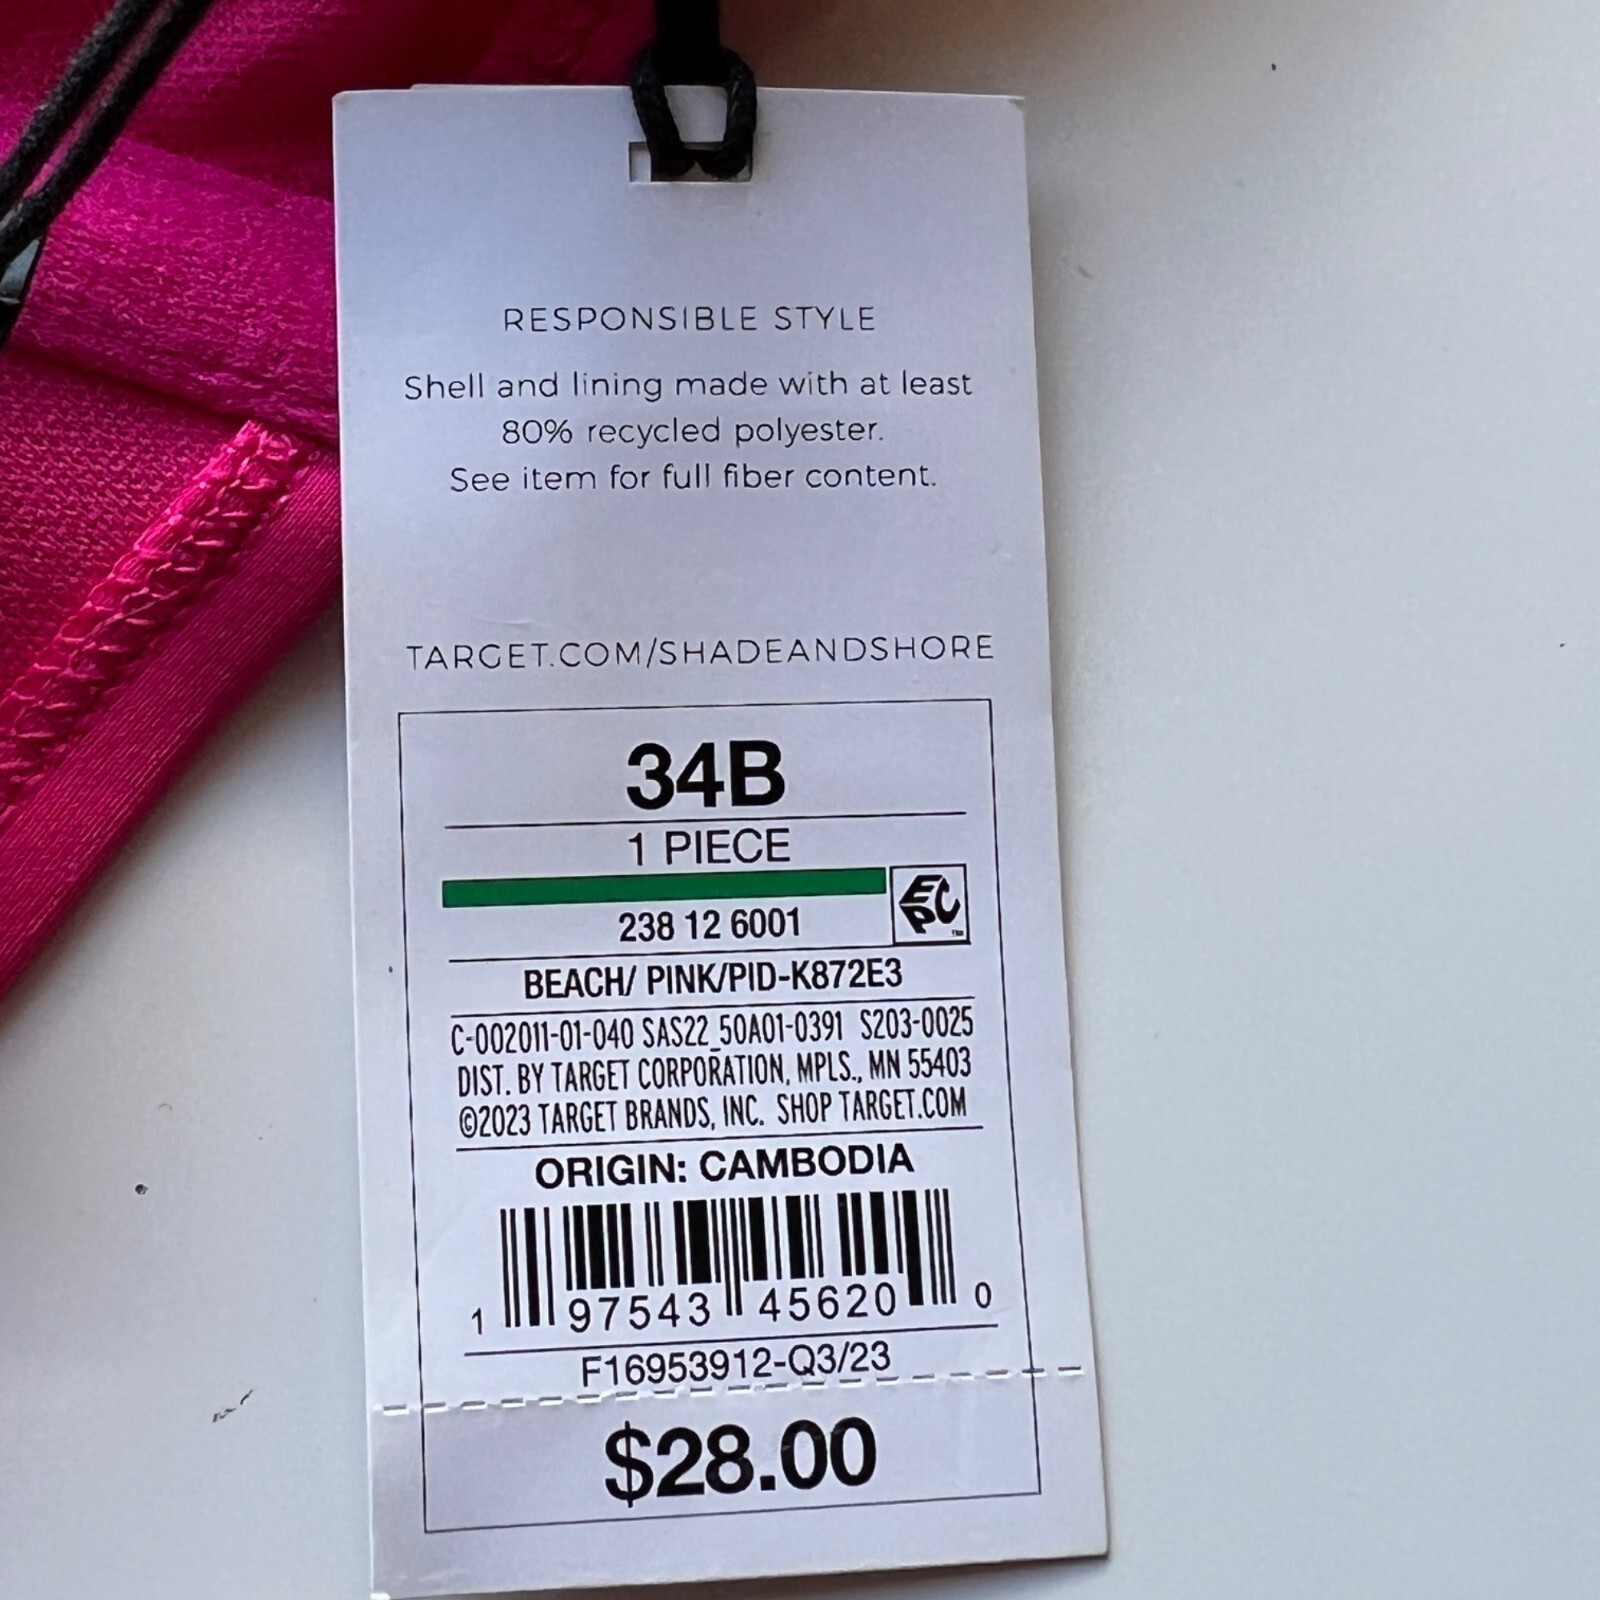 RESPONSIBLE STYLE
Shell and lining made with at least
80% recycled polyester.
See item for full fiber content.
TARGET.COM/SHADEANDSHORE
34B
1 PIECE
EPC
238 12 6001
BEACH/ PINK/PID-K872E3
C-002011-01-040 SAS22_50A01-0391 S203-0025
DIST. BY TARGET CORPORATION, MPLS., MN 55403
©2023 TARGET BRANDS, INC. SHOP TARGET.COM
ORIGIN: CAMBODIA
1 97543 45620 0
F16953912-Q3/23
$28.00